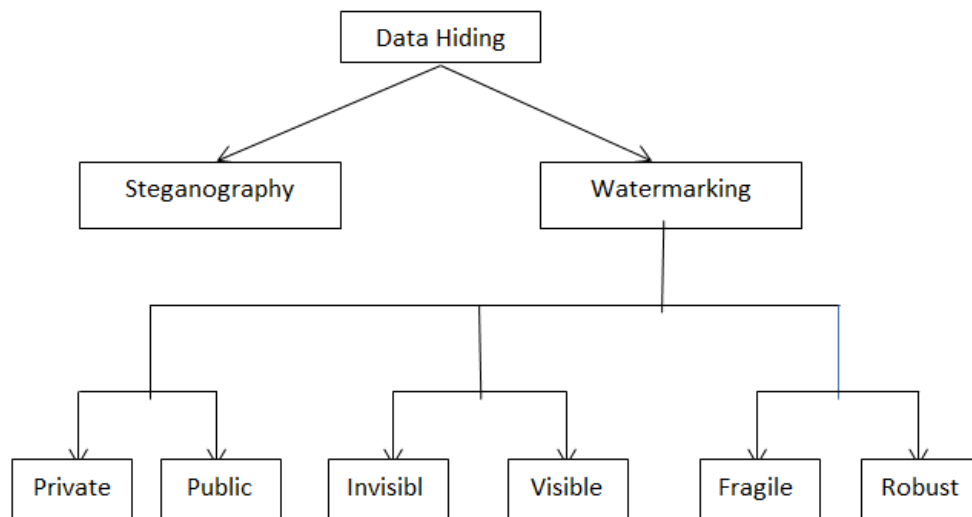 Data Hiding
Steganography
Watermarking
Private
Public
Invisibl
Visible
Fragile
Robust